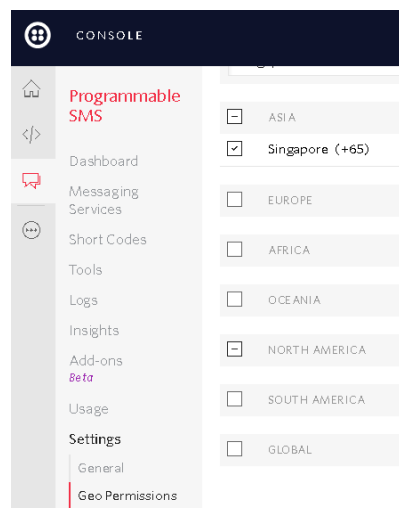 CONSOLE
Programmable
SMS
Dashboard
Messaging
Services
Short Codes
Tools
Logs
Insights
Add-ons
Beta
Usage
Settings
General
Geo Permissions
ASIA
Singapore (+65)
EUROPE
AFRICA
OCEANIA
NORTH AMERICA
SOUTH AMERICA
GLOBAL